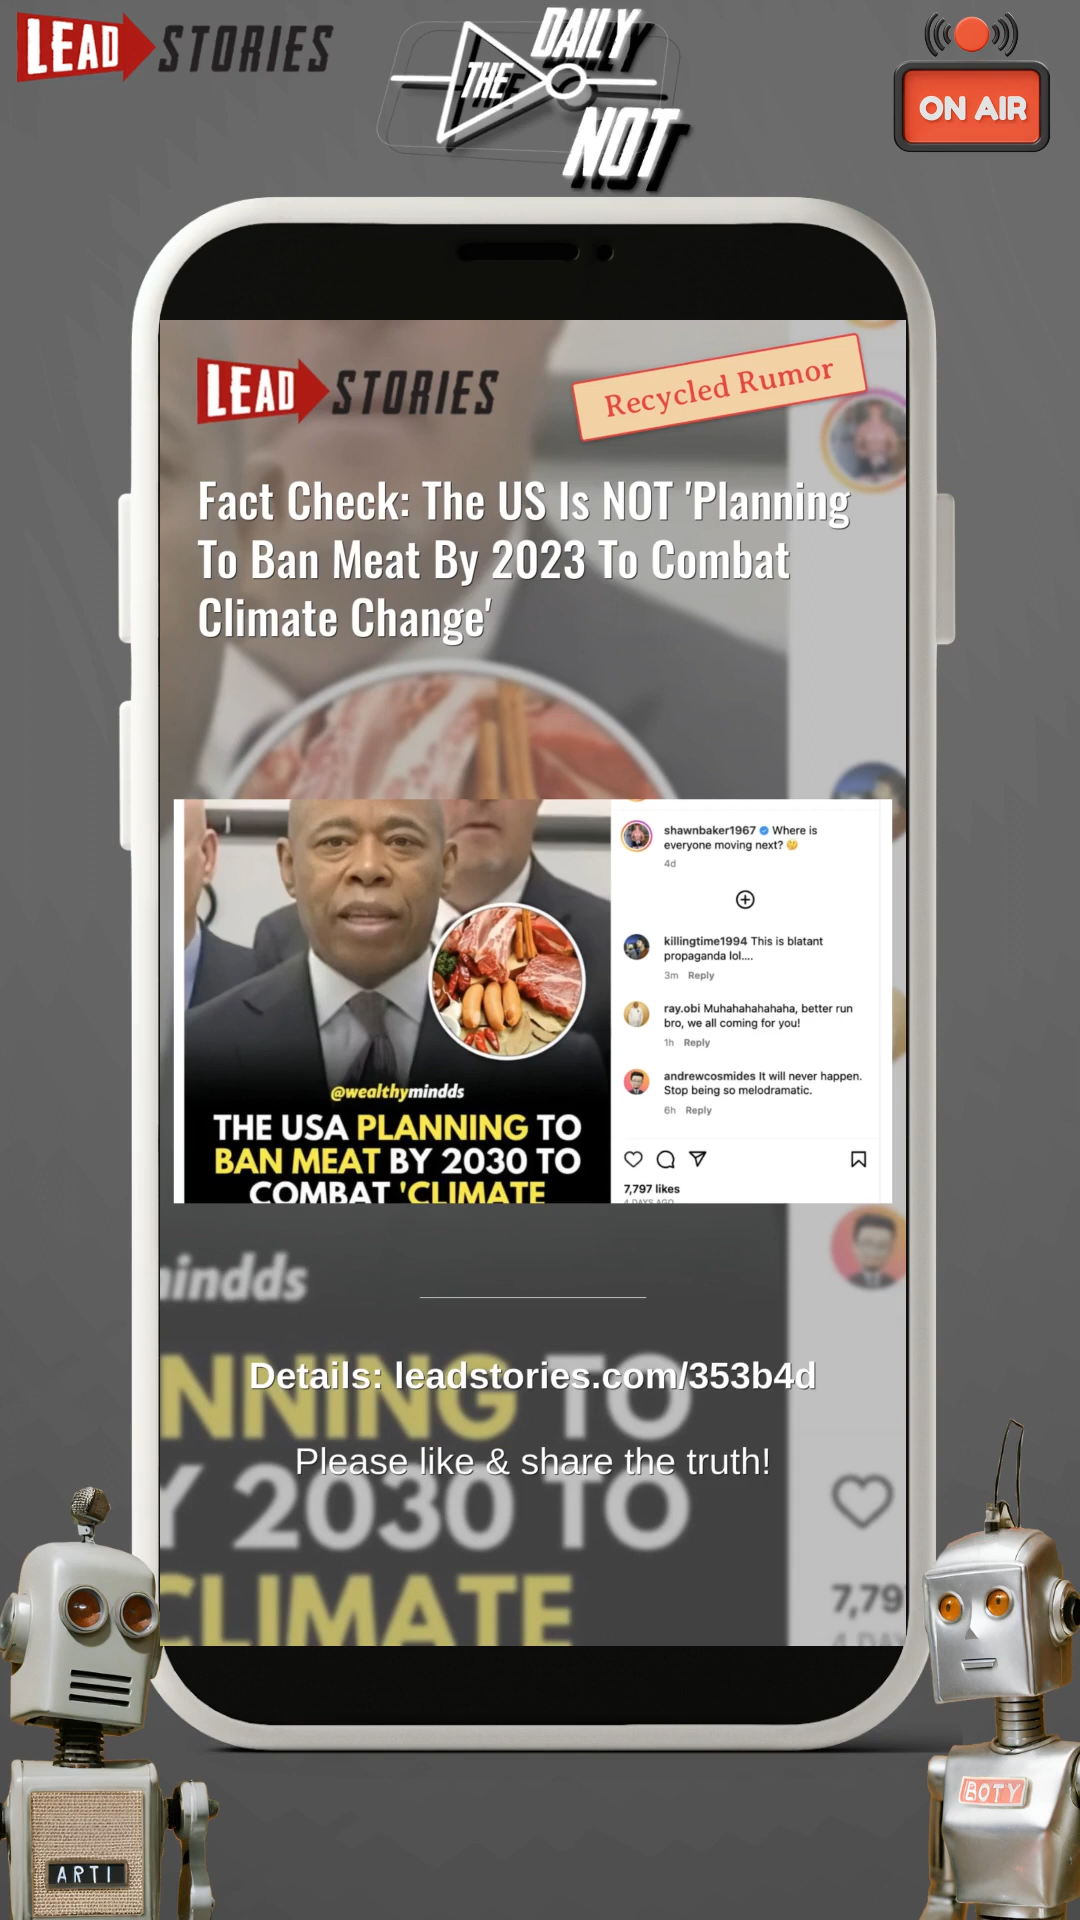 LEAD STORIES
THE DAILY NOT
ON AIR
LEAD STORIES
Recycled Rumor
Fact Check: The US Is NOT 'Planning
To Ban Meat By 2023 To Combat
Climate Change'
@wealthymindds
THE USA PLANNING TO
BAN MEAT BY 2030 TO
COMBAT 'CLIMATE
shawnbaker1967 Where is
everyone moving next? 🤔
4d
killingtime1994 This is blatant
propaganda lol....
3m Reply
ray.obi Muhahahahahaha, better run
bro, we all coming for you!
1h Reply
andrewcosmides It will never happen.
Stop being so melodramatic.
6h Reply
7,797 likes
4 DAYS AGO
indds
NNING TO
Details: leadstories.com/353b4d
Please like & share the truth!
Y 2030 TO
CLIMATE
7,79
4 DA
ARTI
BOTY